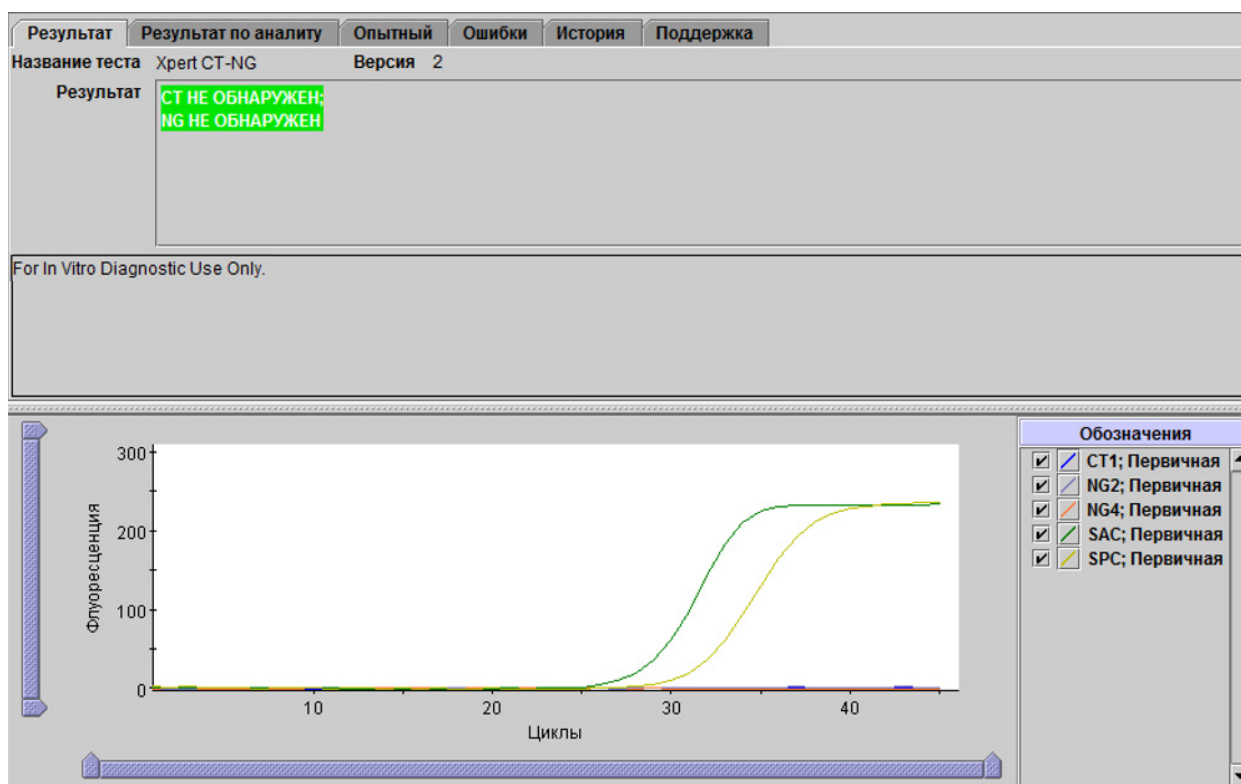 Результат Результат по аналиту Опытный Ошибки История Поддержка
Название теста Xpert CT-NG Версия 2
Результат
CT НЕ ОБНАРУЖЕН;
NG НЕ ОБНАРУЖЕН
For In Vitro Diagnostic Use Only.
Обозначения
CT1; Первичная
NG2; Первичная
NG4; Первичная
SAC; Первичная
SPC; Первичная
Флуоресценция
300
200
100
0
10 20 30 40
Циклы